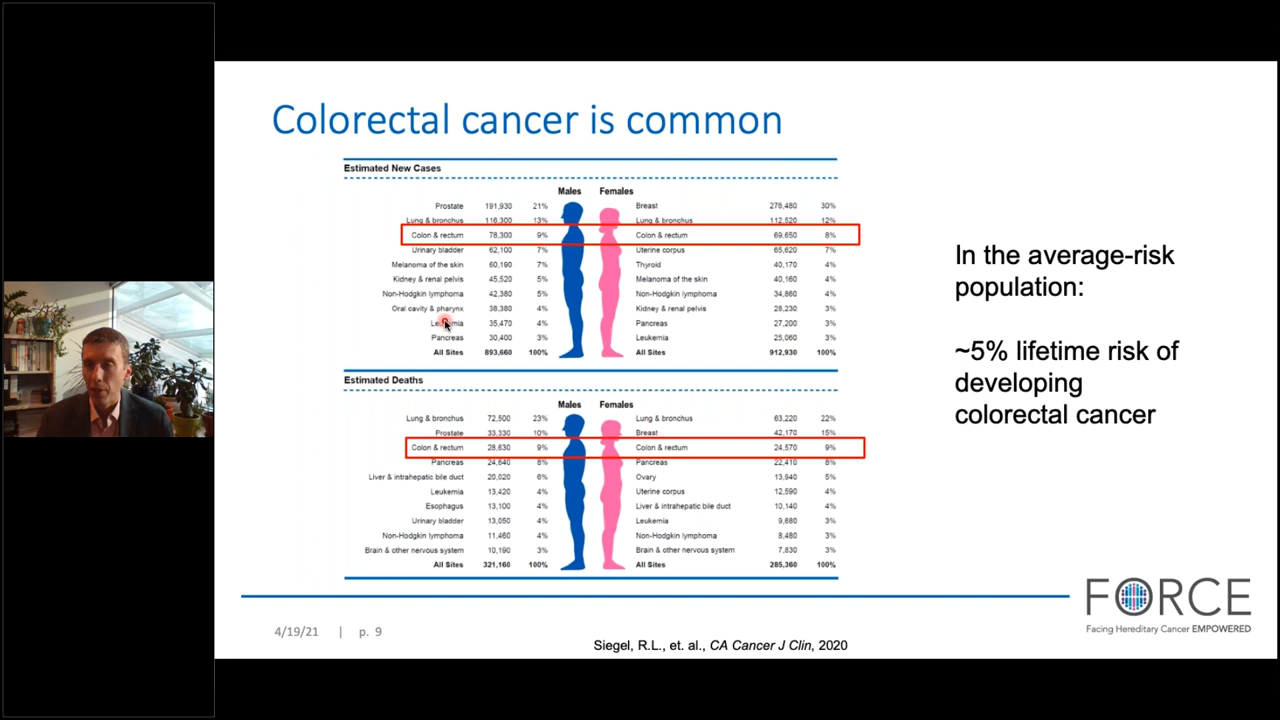 Colorectal cancer is common
Estimated New Cases
Males Females
Prostate 191,930 21% Breast 276,480 30%
Lung & bronchus 116,300 13% Lung & bronchus 112,520 12%
Colon & rectum 78,300 9% Colon & rectum 69,650 8%
Urinary bladder 62,100 7% Uterine corpus 65,620 7%
Melanoma of the skin 60,190 7% Thyroid 40,170 4%
Kidney & renal pelvis 45,520 5% Melanoma of the skin 40,160 4%
Non-Hodgkin lymphoma 42,380 5% Non-Hodgkin lymphoma 34,860 4%
Oral cavity & pharynx 38,380 4% Kidney & renal pelvis 28,230 3%
Leukemia 35,470 4% Pancreas 27,200 3%
Pancreas 30,400 3% Leukemia 25,060 3%
All Sites 893,660 100% All Sites 912,930 100%
Estimated Deaths
Males Females
Lung & bronchus 72,500 23% Lung & bronchus 63,220 22%
Prostate 33,330 10% Breast 42,170 15%
Colon & rectum 28,630 9% Colon & rectum 24,570 9%
Pancreas 24,640 8% Pancreas 22,410 8%
Liver & intrahepatic bile duct 20,020 6% Ovary 13,940 5%
Leukemia 13,420 4% Uterine corpus 12,590 4%
Esophagus 13,100 4% Liver & intrahepatic bile duct 10,140 4%
Urinary bladder 13,050 4% Leukemia 9,680 3%
Non-Hodgkin lymphoma 11,460 4% Non-Hodgkin lymphoma 8,480 3%
Brain & other nervous system 10,190 3% Brain & other nervous system 7,830 3%
All Sites 321,160 100% All Sites 285,360 100%
In the average-risk
population:
~5% lifetime risk of
developing
colorectal cancer
4/19/21 | p. 9
Siegel, R.L., et. al., CA Cancer J Clin, 2020
FORCE
Facing Hereditary Cancer EMPOWERED